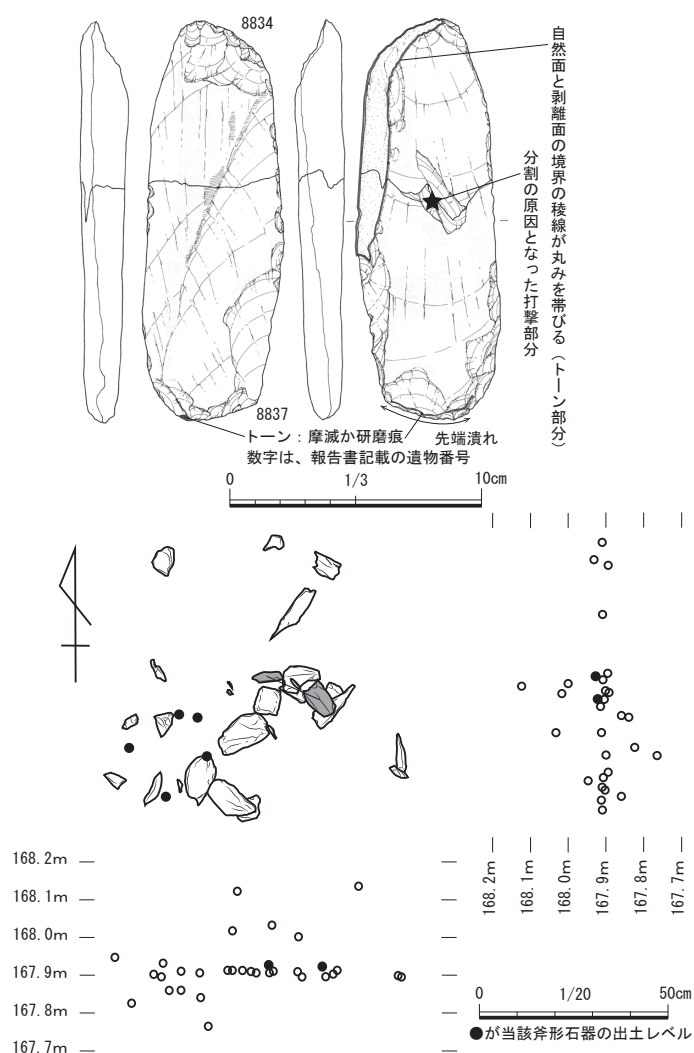 8834
自然面と剥離面の境界の稜線が丸みを帯びる（トーン部分）
分割の原因となった打撃部分
8837
トーン：摩滅か研磨痕
先端潰れ
数字は、報告書記載の遺物番号
0 1/3 10cm
168.2m
168.1m
168.0m
167.9m
167.8m
167.7m
168.2m
168.1m
168.0m
167.9m
167.8m
167.7m
0 1/20 50cm
●が当該斧形石器の出土レベル